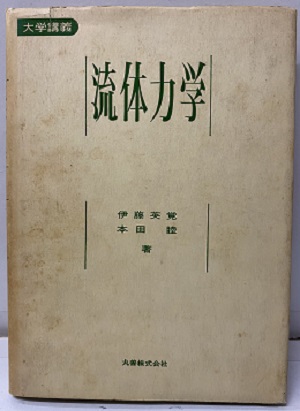 大学講義
流体力学
伊藤英覚
本田睦
著
丸善株式会社